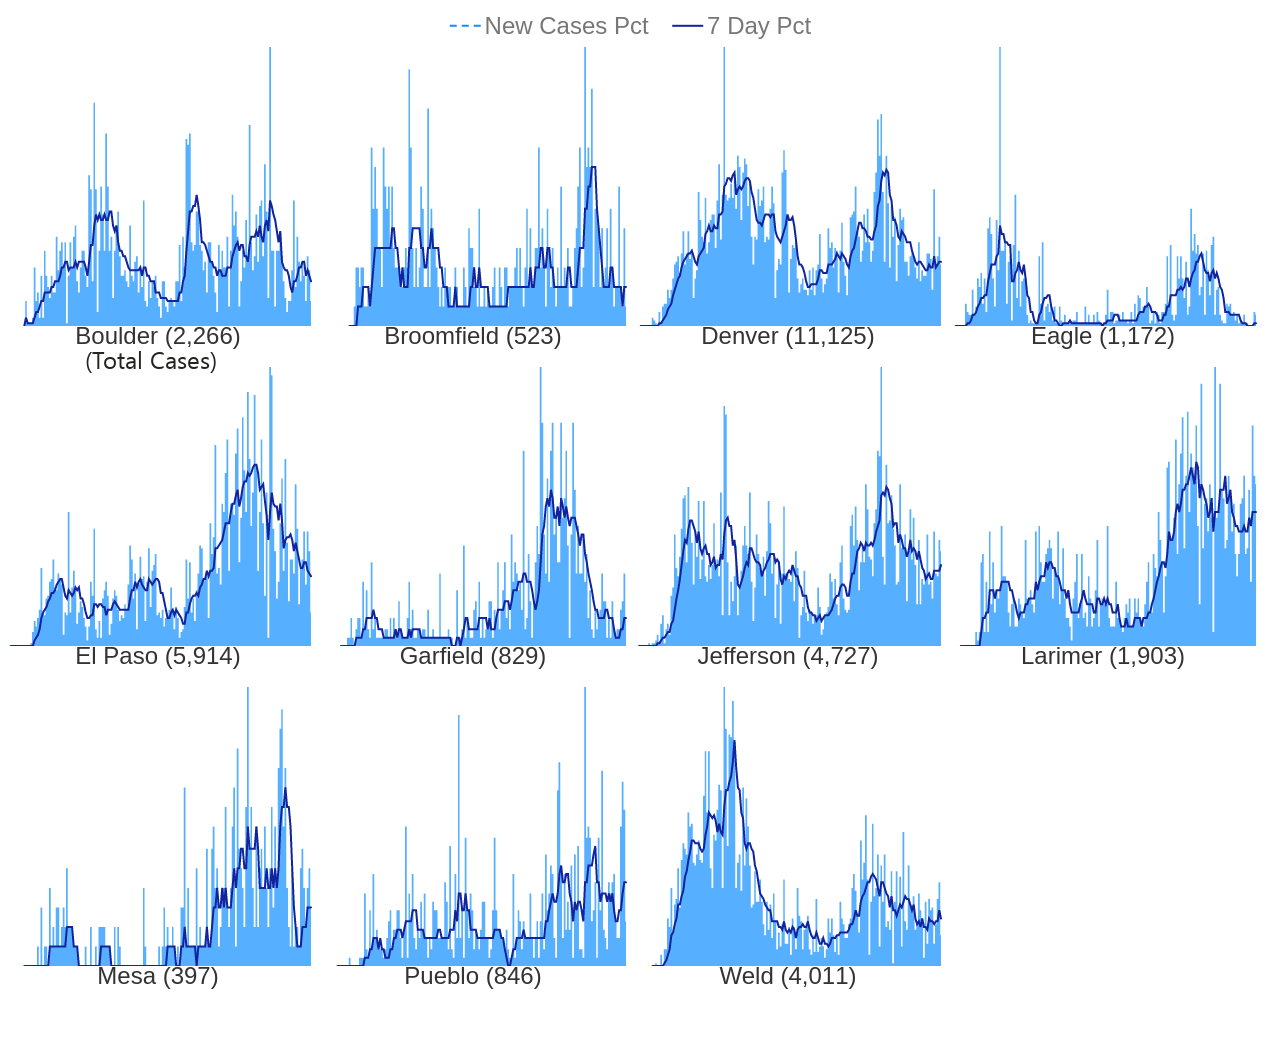 New Cases Pct 7 Day Pct
Boulder (2,266) Broomfield (523) Denver (11,125) Eagle (1,172)
(Total Cases)
El Paso (5,914) Garfield (829) Jefferson (4,727) Larimer (1,903)
Mesa (397) Pueblo (846) Weld (4,011)